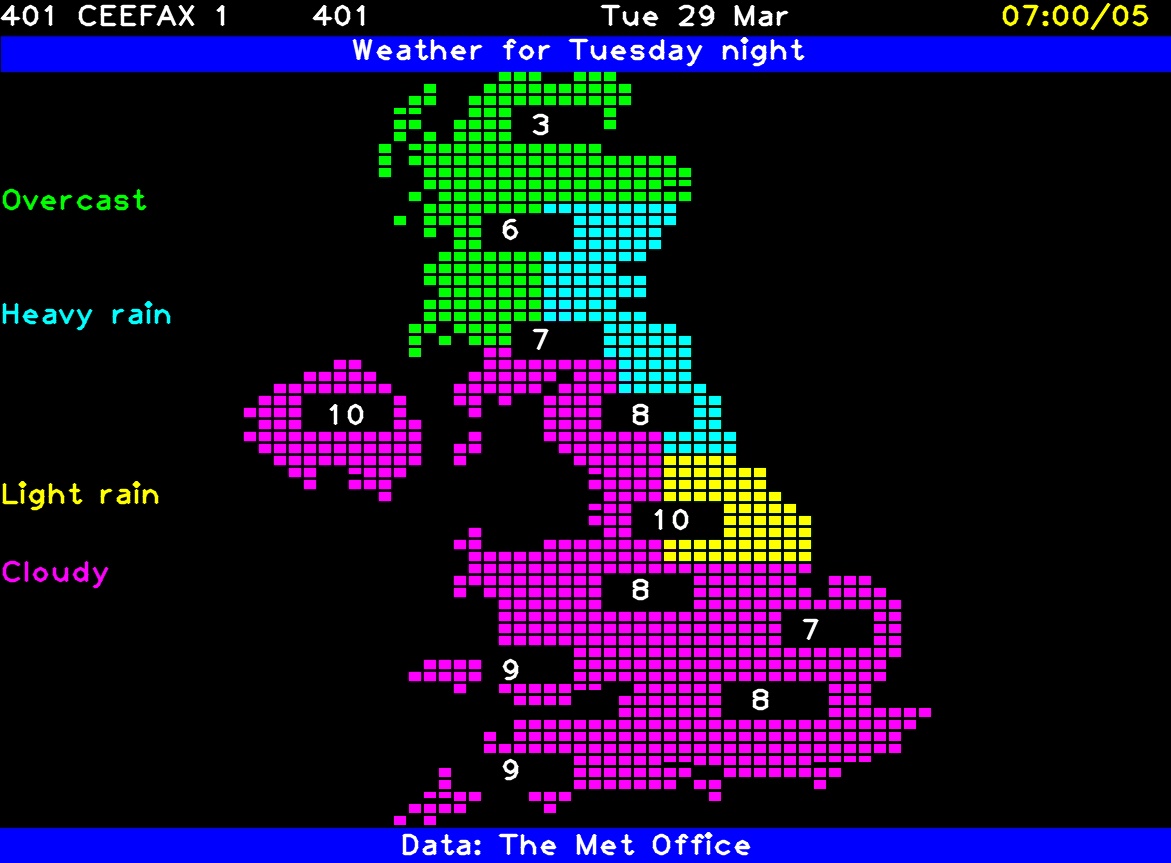 401 CEEFAX 1 401 Tue 29 Mar 07:00/05
Weather for Tuesday night
3
Overcast
6
Heavy rain
7
10 8
Light rain
10
Cloudy
8
7
9
8
9
Data: The Met Office